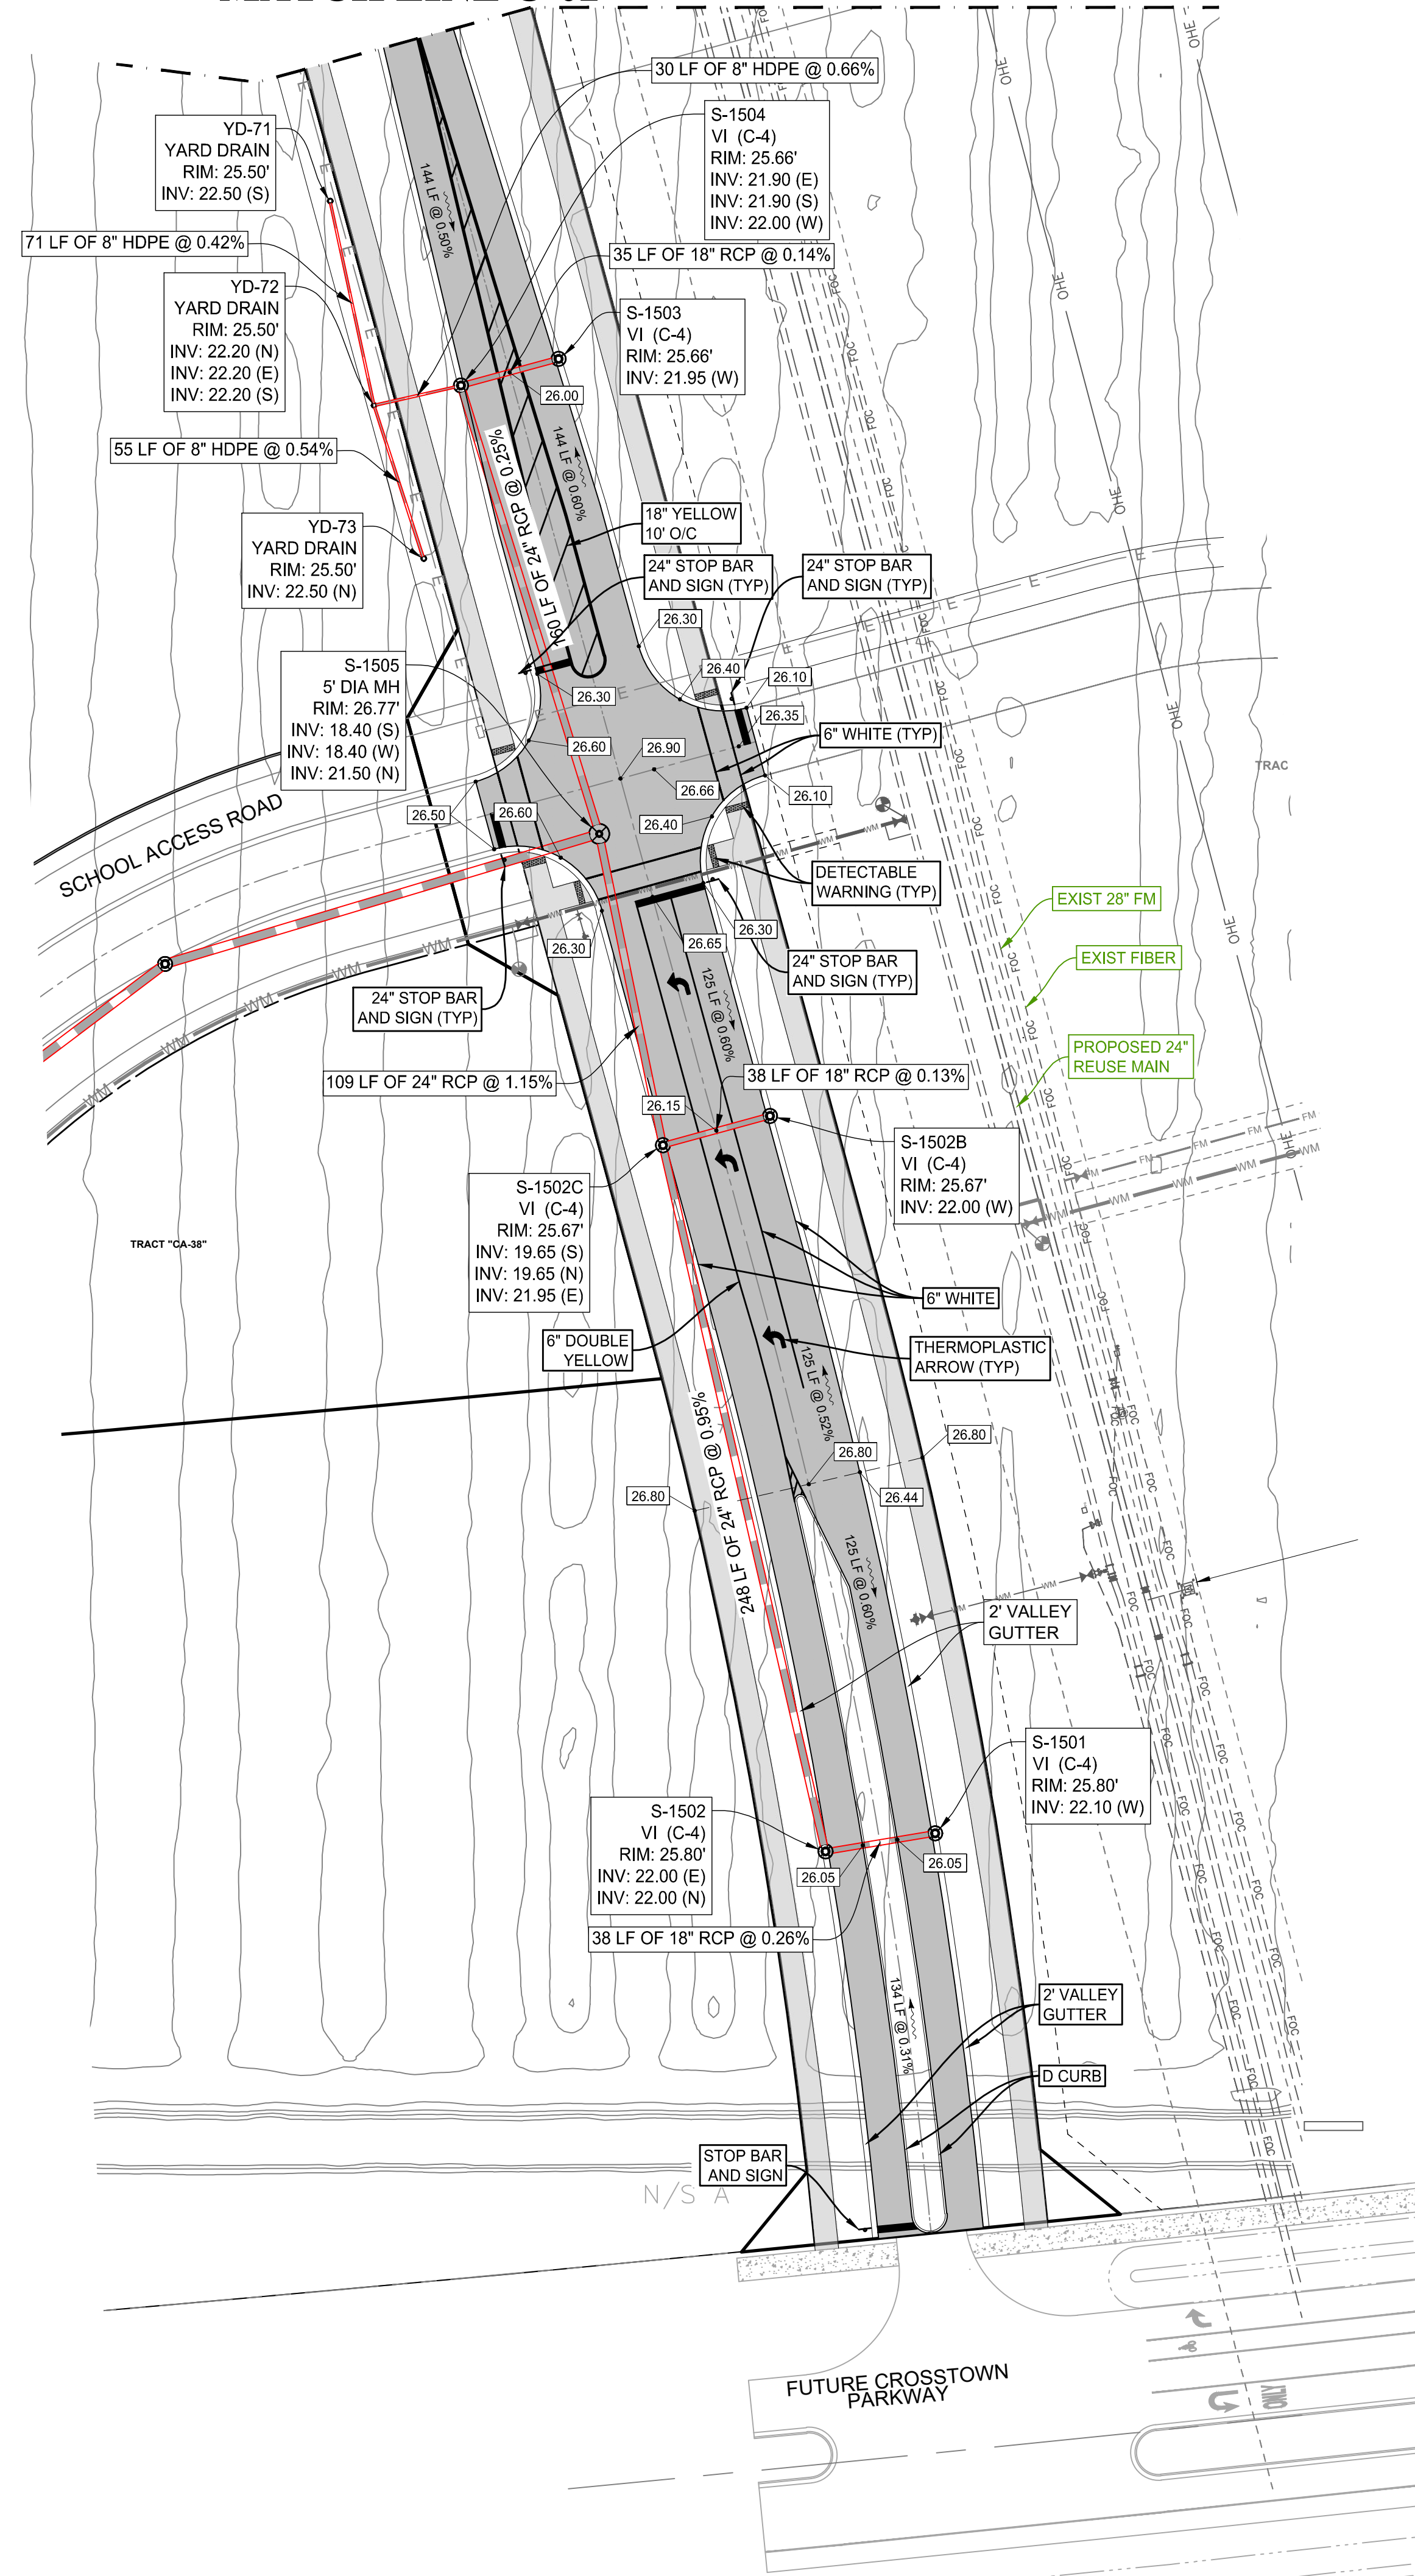 30 LF OF 8" HDPE @ 0.66%
YD-71
YARD DRAIN
RIM: 25.50'
INV: 22.50 (S)
S-1504
VI (C-4)
RIM: 25.66'
INV: 21.90 (E)
INV: 21.90 (S)
INV: 22.00 (W)
144 LF @ 0.50%
71 LF OF 8" HDPE @ 0.42%
35 LF OF 18" RCP @ 0.14%
YD-72
YARD DRAIN
RIM: 25.50'
INV: 22.20 (N)
INV: 22.20 (E)
INV: 22.20 (S)
S-1503
VI (C-4)
RIM: 25.66'
INV: 21.95 (W)
26.00
55 LF OF 8" HDPE @ 0.54%
160 LF OF 24" RCP @ 0.25%
144 LF @ 0.60%
18" YELLOW
10' O/C
YD-73
YARD DRAIN
RIM: 25.50'
INV: 22.50 (N)
24" STOP BAR
AND SIGN (TYP)
24" STOP BAR
AND SIGN (TYP)
26.30
26.40
26.10
26.30
26.35
S-1505
5' DIA MH
RIM: 26.77'
INV: 18.40 (S)
INV: 18.40 (W)
INV: 21.50 (N)
26.60
26.90
6" WHITE (TYP)
26.66
26.10
TRAC
SCHOOL ACCESS ROAD
26.50
26.60
26.40
DETECTABLE
WARNING (TYP)
EXIST 28" FM
26.30
26.65
26.30
EXIST FIBER
24" STOP BAR
AND SIGN (TYP)
24" STOP BAR
AND SIGN (TYP)
125 LF @ 0.60%
PROPOSED 24"
REUSE MAIN
109 LF OF 24" RCP @ 1.15%
38 LF OF 18" RCP @ 0.13%
26.15
S-1502B
VI (C-4)
RIM: 25.67'
INV: 22.00 (W)
S-1502C
VI (C-4)
RIM: 25.67'
INV: 19.65 (S)
INV: 19.65 (N)
INV: 21.95 (E)
TRACT "CA-38"
6" WHITE
6" DOUBLE
YELLOW
THERMOPLASTIC
ARROW (TYP)
125 LF @ 0.52%
248 LF OF 24" RCP @ 0.95%
26.80
26.80
26.80
26.44
125 LF @ 0.60%
2' VALLEY
GUTTER
S-1501
VI (C-4)
RIM: 25.80'
INV: 22.10 (W)
S-1502
VI (C-4)
RIM: 25.80'
INV: 22.00 (E)
INV: 22.00 (N)
26.05
26.05
38 LF OF 18" RCP @ 0.26%
134 LF @ 0.31%
2' VALLEY
GUTTER
D CURB
STOP BAR
AND SIGN
N/S A
FUTURE CROSSTOWN
PARKWAY
ONLY